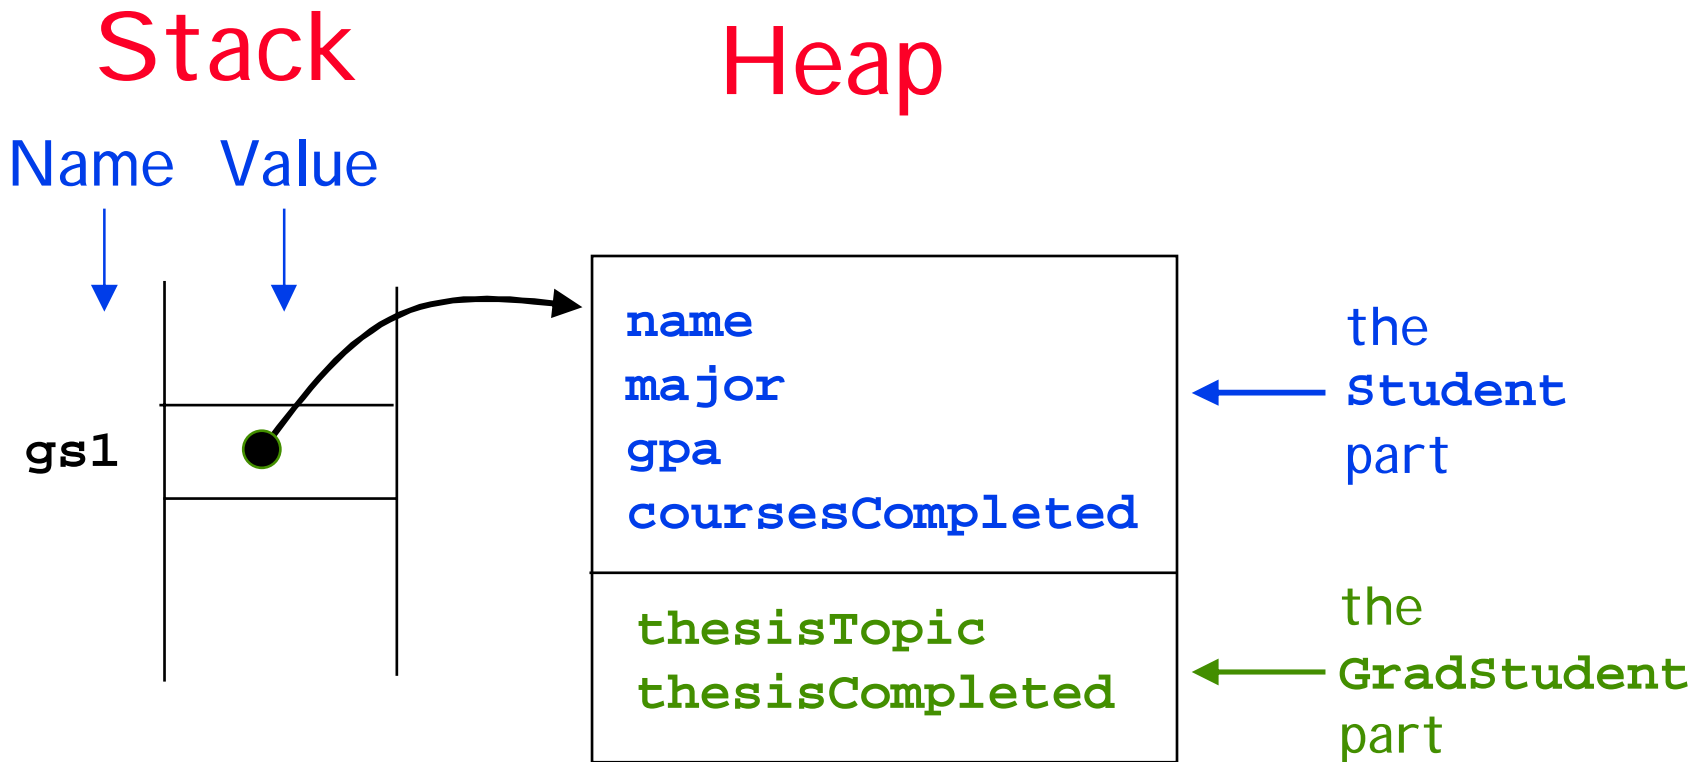 Stack
Heap
Name Value
gs1
name
major
gpa
coursesCompleted
thesisTopic
thesisCompleted
the
Student
part
the
GradStudent
part